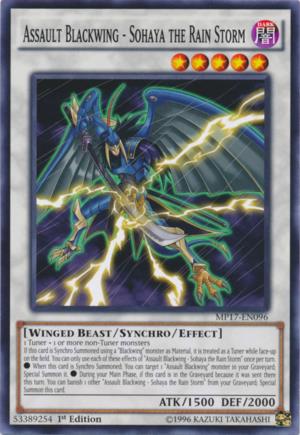 ASSAULT BLACKWING - SOHAYA THE RAIN STORM
DARK
闇
MP17-EN096
[WINGED BEAST/SYNCHRO/EFFECT]
1 Tuner + 1 or more non-Tuner monsters
If this card is Synchro Summoned using a "Blackwing" monster as Material, it is treated as a Tuner while face-up
on the field. You can only use each of these effects of "Assault Blackwing - Sohaya the Rain Storm" once per turn.
● When this card is Synchro Summoned: You can target 1 "Assault Blackwing" monster in your Graveyard;
Special Summon it. ● During your Main Phase, if this card is in the Graveyard because it was sent there
this turn: You can banish 1 other "Assault Blackwing - Sohaya the Rain Storm" from your Graveyard; Special
Summon this card.
ATK/1500 DEF/2000
53389254 1st Edition ©1996 KAZUKI TAKAHASHI